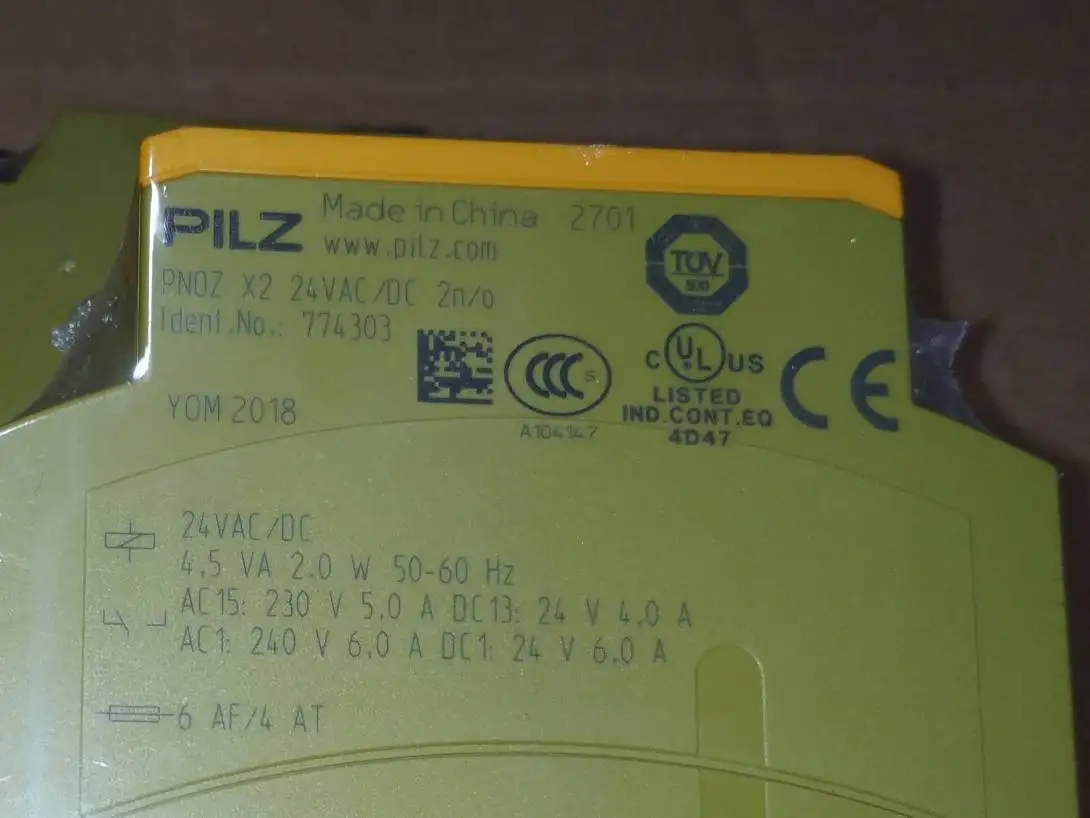 PILZ Made in China 2701
www.pilz.com
PNOZ X2 24VAC/DC 2n/o
Ident.No.: 774303
YOM 2018
TÜV
SÜD
CCC S
A104147
C UL US
LISTED
IND.CONT.EQ
4D47
CE
24VAC/DC
4,5 VA 2.0 W 50-60 Hz
AC15: 230 V 5,0 A DC13: 24 V 4,0 A
AC1: 240 V 6,0 A DC1: 24 V 6,0 A
6 AF/4 AT